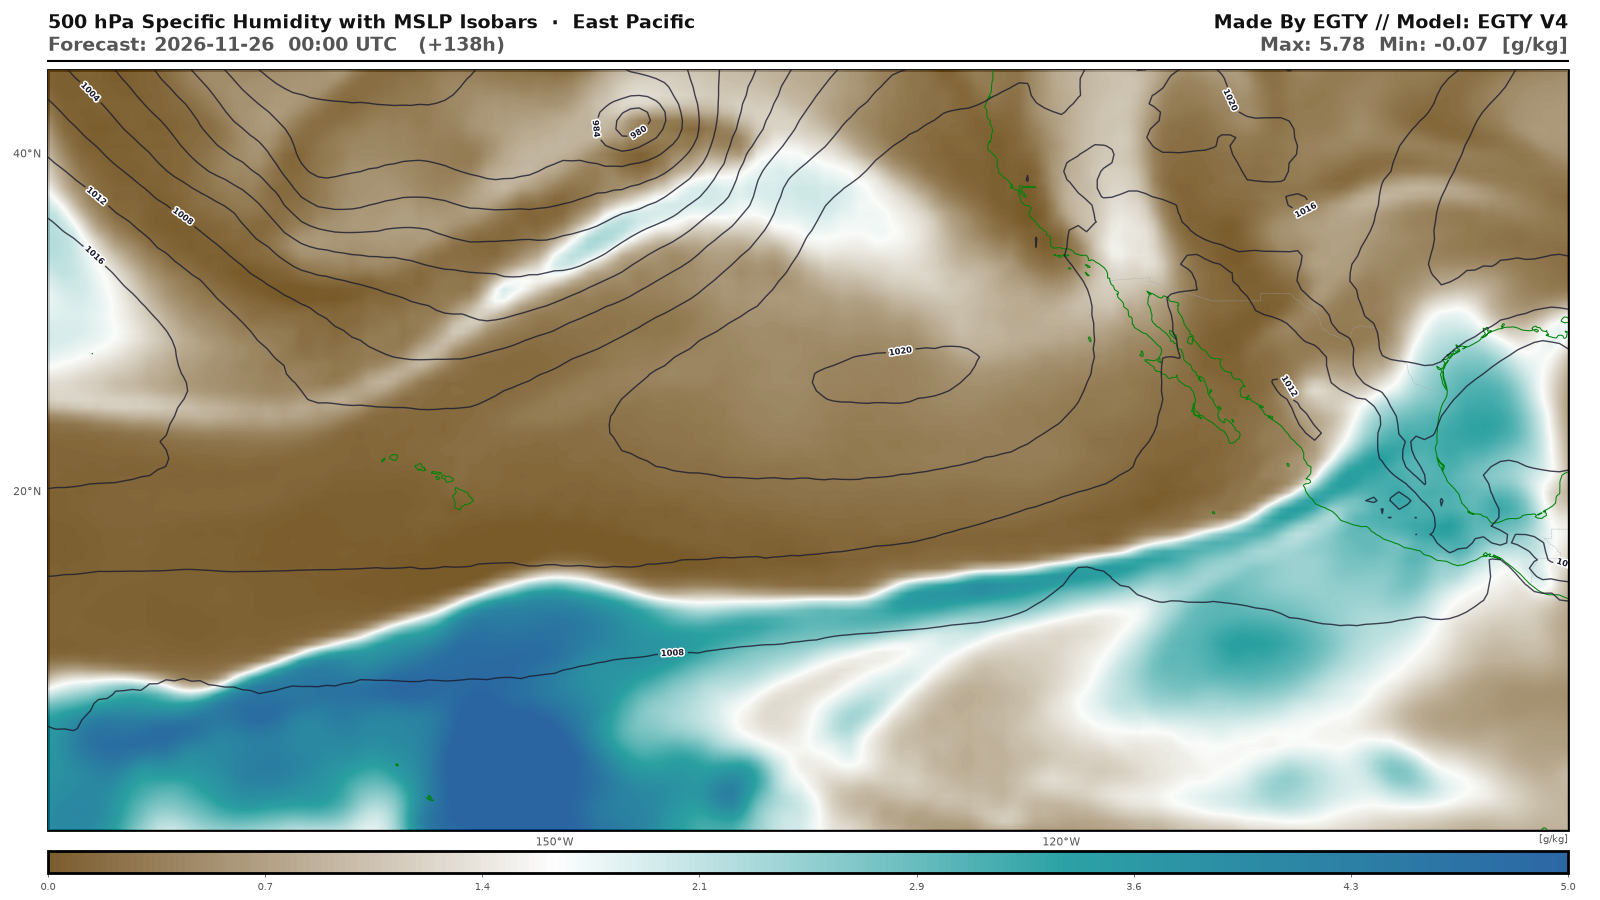 500 hPa Specific Humidity with MSLP Isobars · East Pacific
Made By EGTY // Model: EGTY V4
Forecast: 2026-11-26 00:00 UTC (+138h)
Max: 5.78 Min: -0.07 [g/kg]
1004
1020
984
980
40°N
1012
1008
1016
1016
1020
1012
20°N
10
1008
150°W
120°W
[g/kg]
0.0
0.7
1.4
2.1
2.9
3.6
4.3
5.0